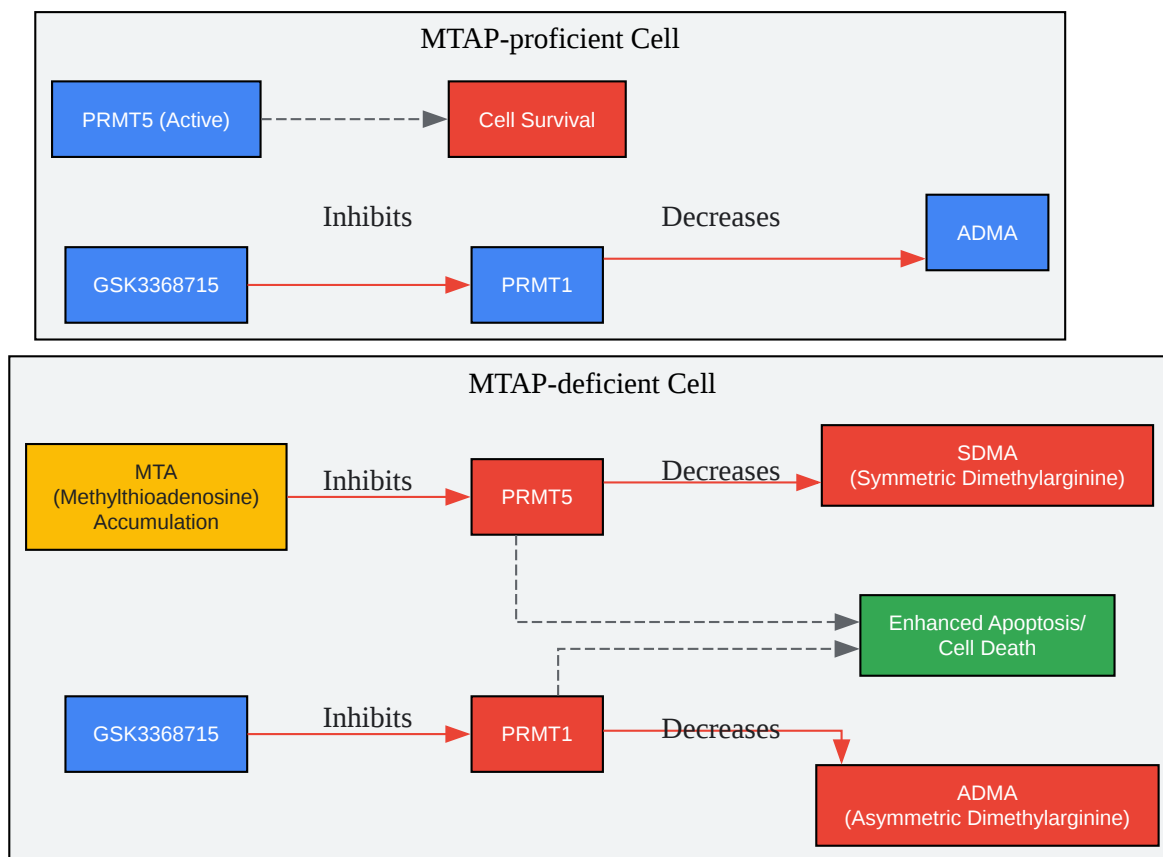 MTAP-proficient Cell
PRMT5 (Active)
Cell Survival
Inhibits
Decreases
ADMA
GSK3368715
PRMT1
MTAP-deficient Cell
MTA
(Methylthioadenosine)
Accumulation
Inhibits
PRMT5
Decreases
SDMA
(Symmetric Dimethylarginine)
Enhanced Apoptosis/
Cell Death
GSK3368715
Inhibits
PRMT1
Decreases
ADMA
(Asymmetric Dimethylarginine)